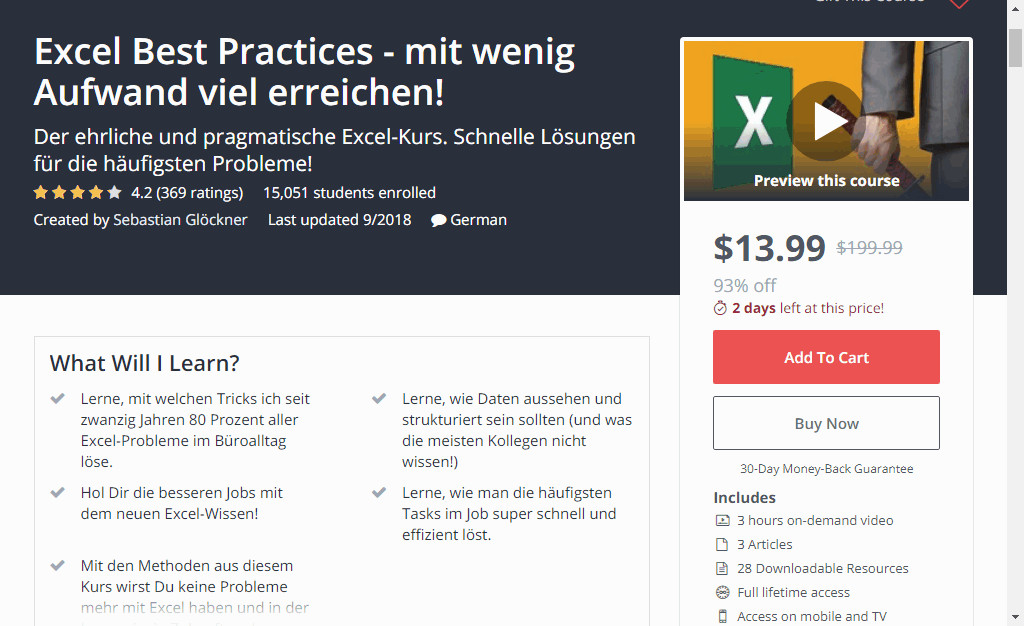 Gift This Course
Excel Best Practices - mit wenig
Aufwand viel erreichen!
Der ehrliche und pragmatische Excel-Kurs. Schnelle Lösungen
für die häufigsten Probleme!
4.2 (369 ratings) 15,051 students enrolled
Created by Sebastian Glöckner Last updated 9/2018 German
X
Preview this course
$13.99 $199.99
93% off
2 days left at this price!
Add To Cart
Buy Now
30-Day Money-Back Guarantee
Includes
3 hours on-demand video
3 Articles
28 Downloadable Resources
Full lifetime access
Access on mobile and TV
What Will I Learn?
Lerne, mit welchen Tricks ich seit
zwanzig Jahren 80 Prozent aller
Excel-Probleme im Büroalltag
löse.
Hol Dir die besseren Jobs mit
dem neuen Excel-Wissen!
Mit den Methoden aus diesem
Kurs wirst Du keine Probleme
mehr mit Excel haben und in der
Lerne, wie Daten aussehen und
strukturiert sein sollten (und was
die meisten Kollegen nicht
wissen!)
Lerne, wie man die häufigsten
Tasks im Job super schnell und
effizient löst.